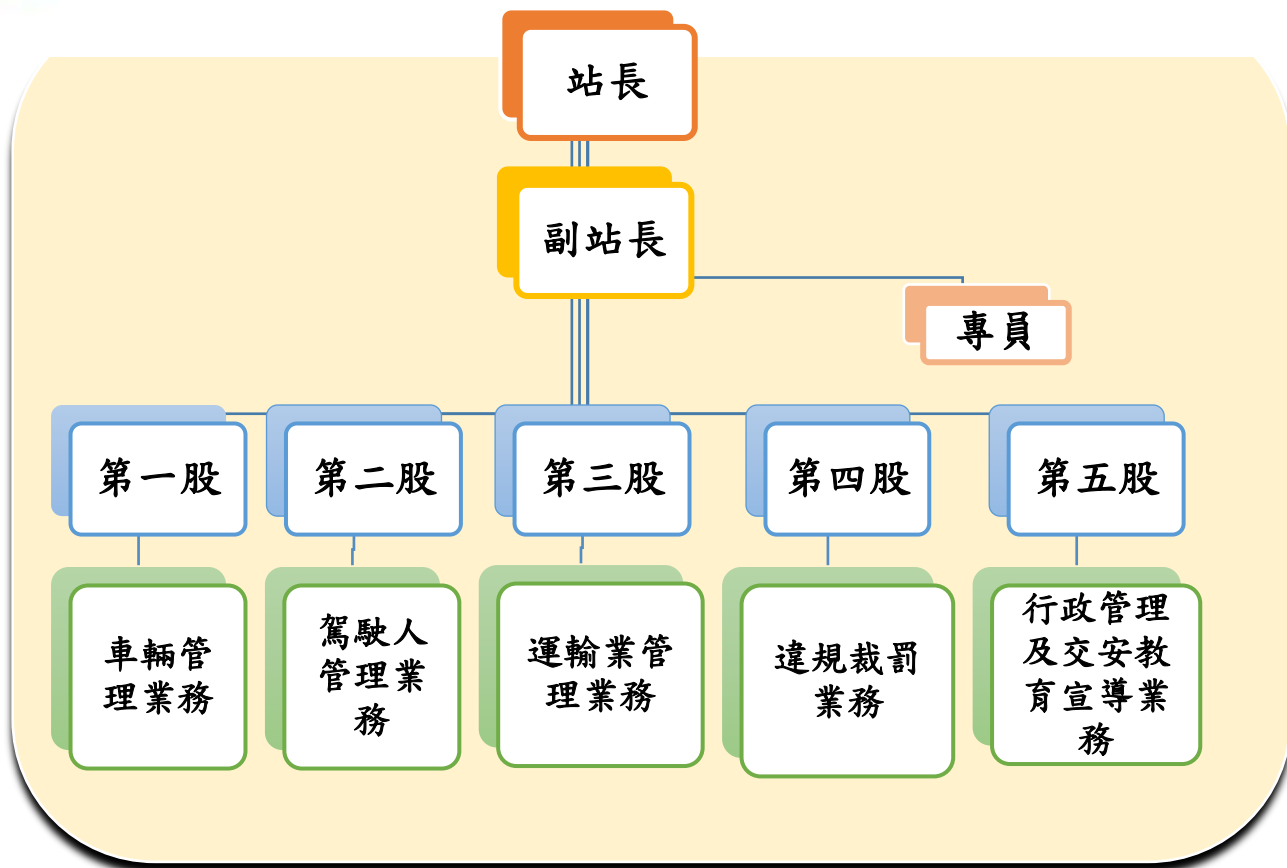 站長
副站長
專員
第一股
第二股
第三股
第四股
第五股
車輛管
理業務
駕駛人
管理業
務
運輸業管
理業務
違規裁罰
業務
行政管理
及交安教
育宣導業
務